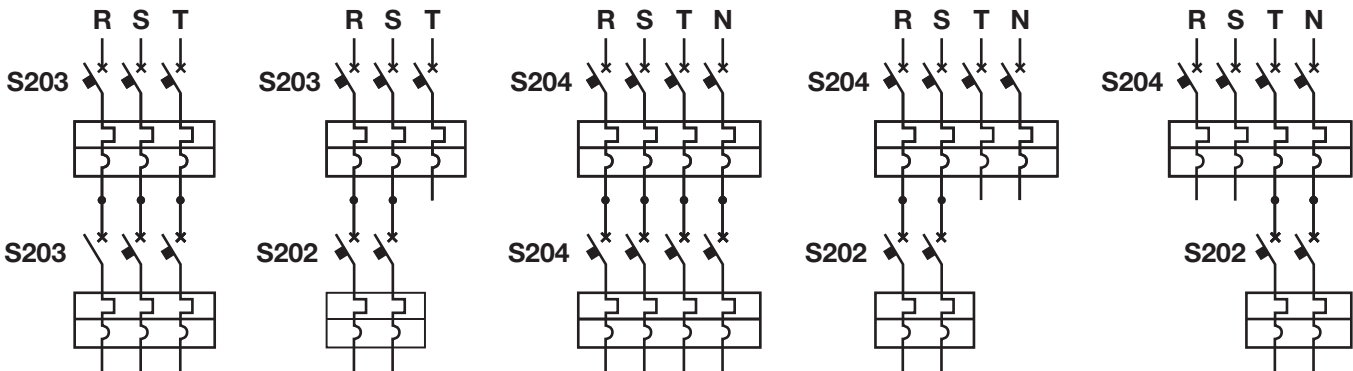 R S T R S T R S T N R S T N R S T N
S203 S203 S204 S204 S204
S203 S202 S204 S202 S202